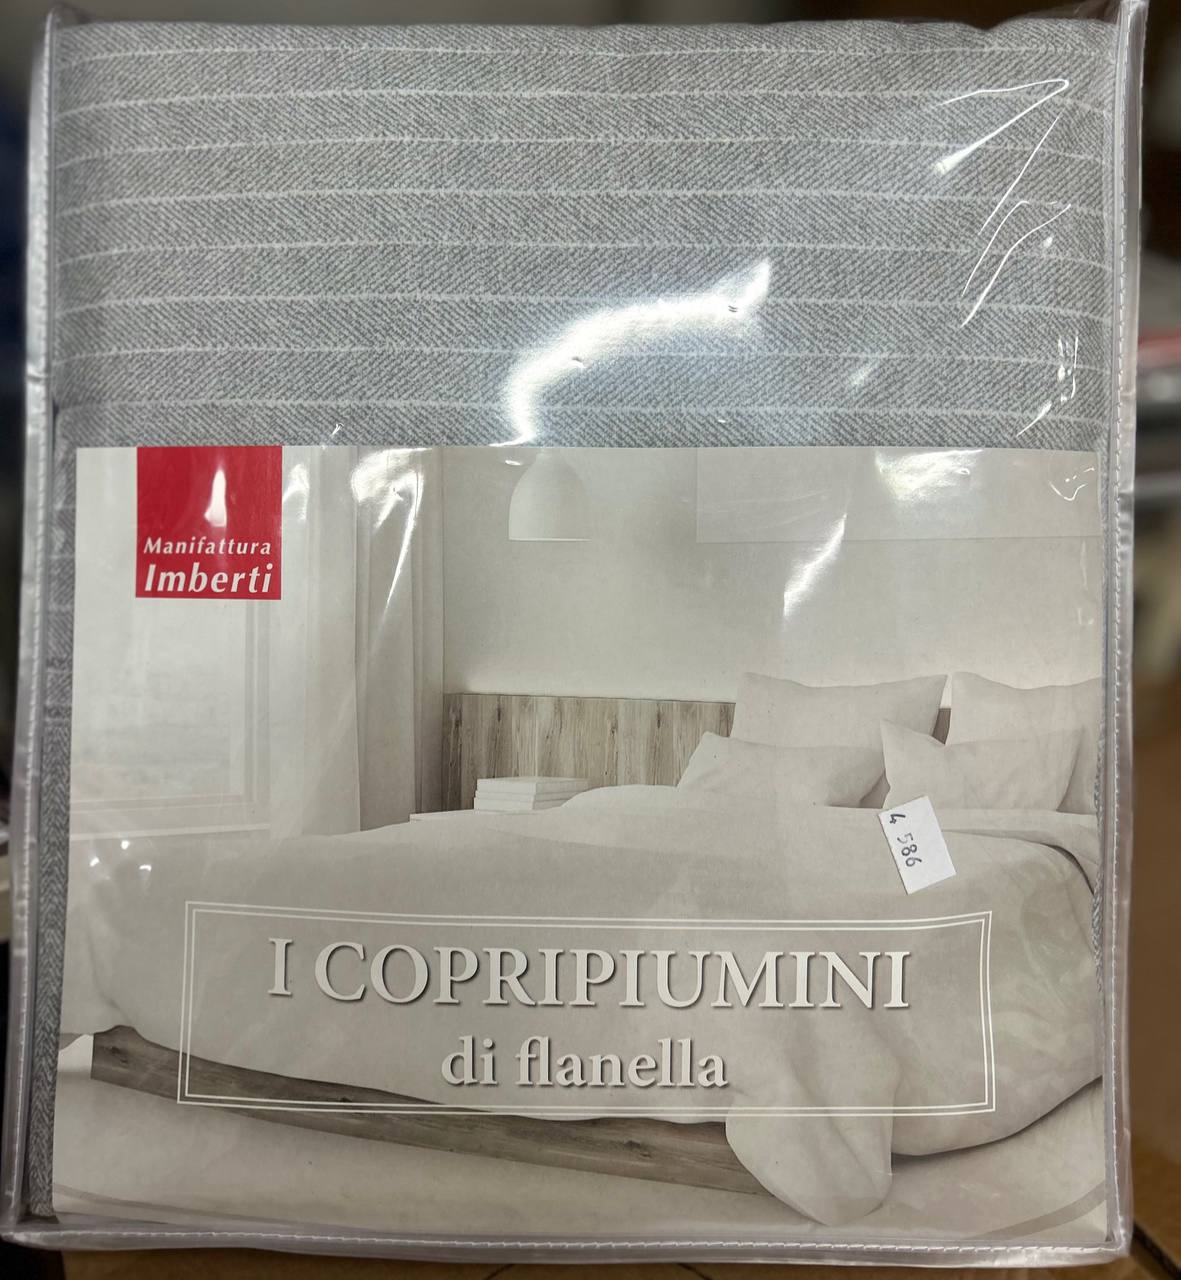 Manifattura
Imberti
4 586
I COPRIPIUMINI
di flanella